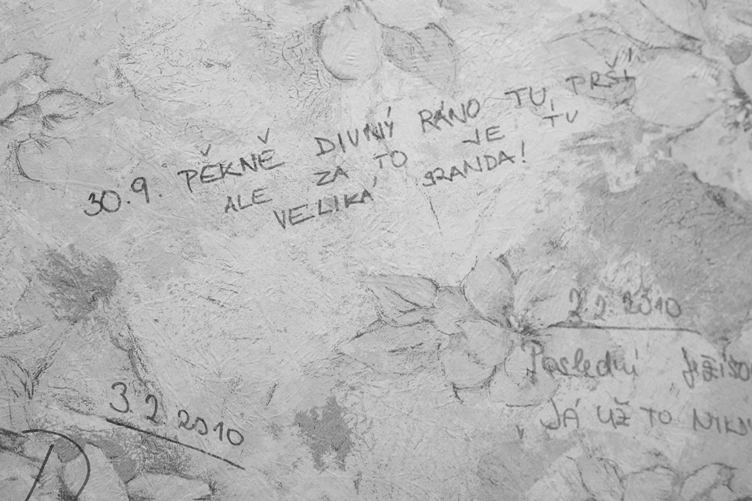 30.9. PĚKNĚ DIVNÝ RÁNO TU, PRŠÍ
ALE ZA TO JE TU
VELIKÁ GRANDA!
2.2.2010
Poslední
JÁ UŽ TO
3.2.2010